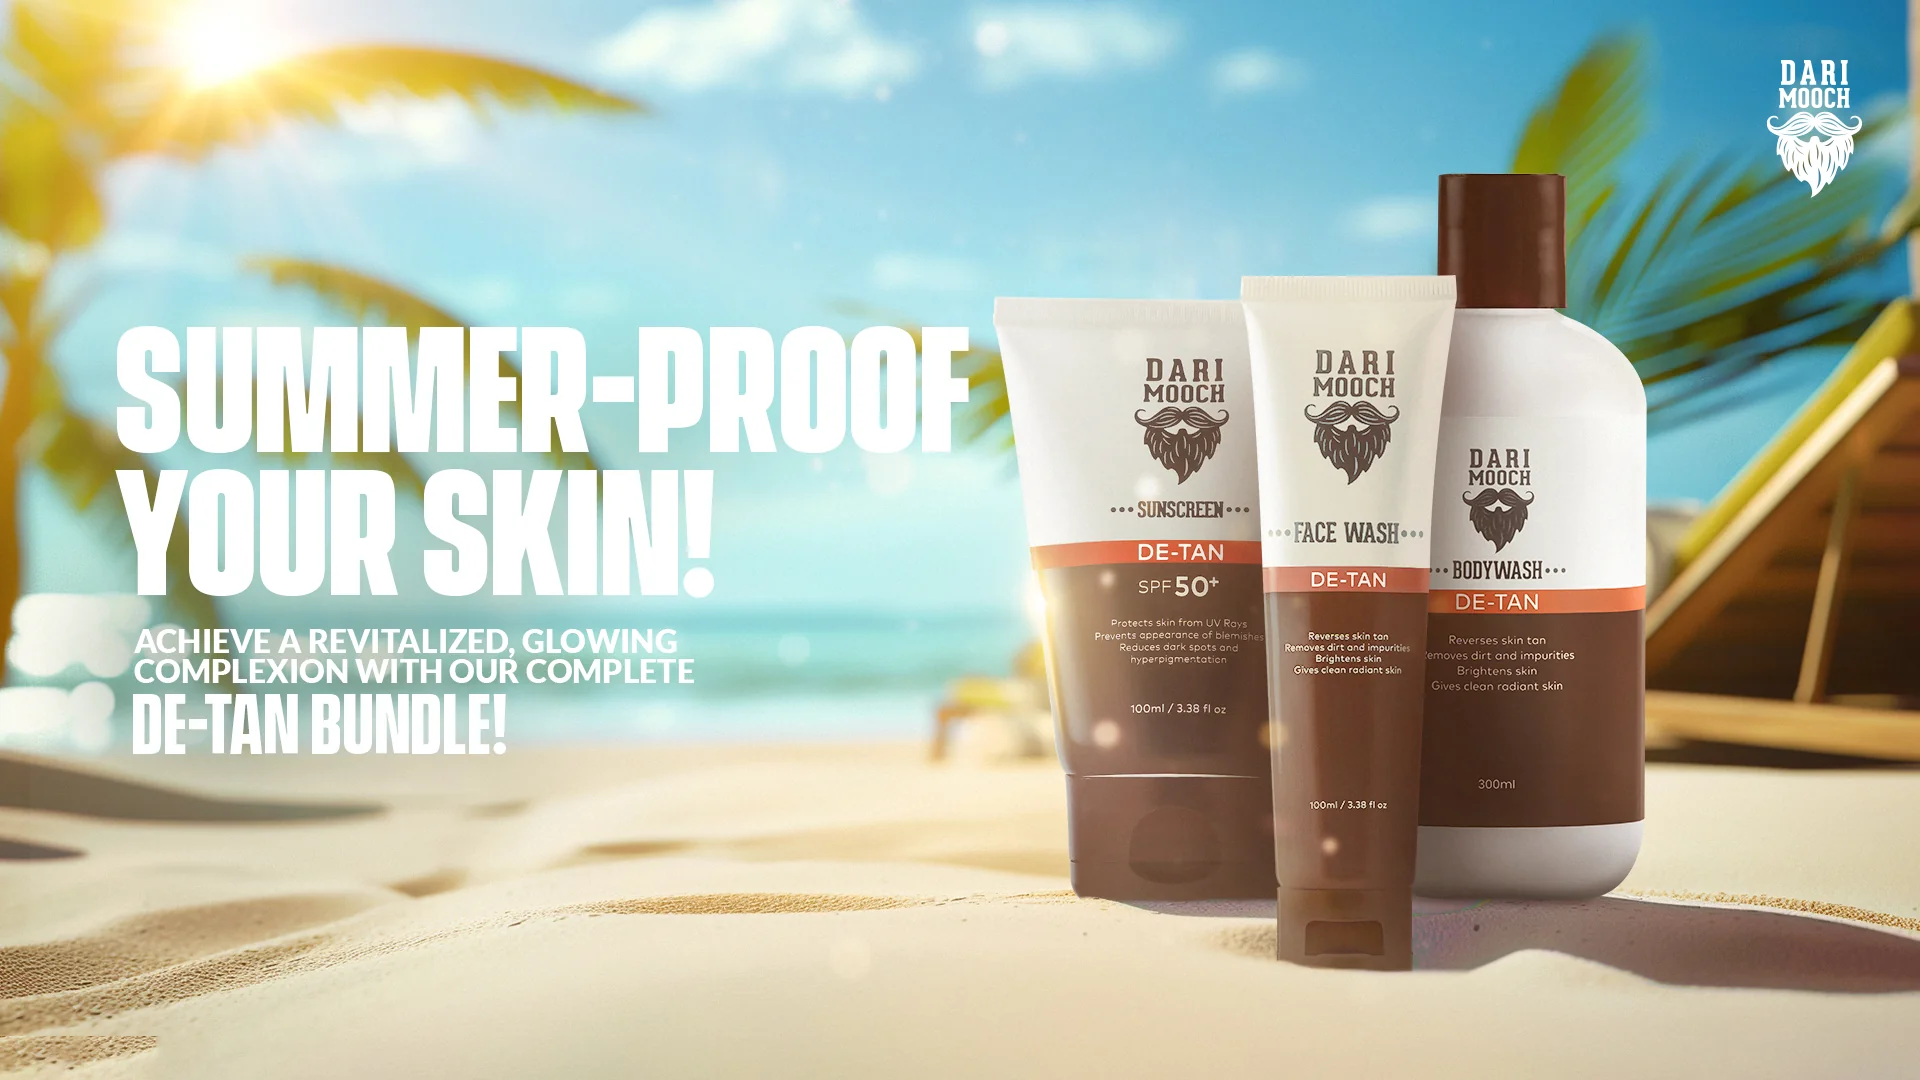 DARI
MOOCH
SUMMER-PROOF
YOUR SKIN!
ACHIEVE A REVITALIZED, GLOWING
COMPLEXION WITH OUR COMPLETE
DE-TAN BUNDLE!
DARI
MOOCH
SUNSCREEN
DE-TAN
SPF 50+
Protects skin from UV Rays
Prevents appearance of blemishes
Reduces dark spots and
hyperpigmentation
100ml / 3.38 fl oz
DARI
MOOCH
FACE WASH
DE-TAN
Reverses skin tan
Removes dirt and impurities
Brightens skin
Gives clean radiant skin
100ml / 3.38 fl oz
DARI
MOOCH
BODYWASH
DE-TAN
Reverses skin tan
emoves dirt and impurities
Brightens skin
Gives clean radiant skin
300ml